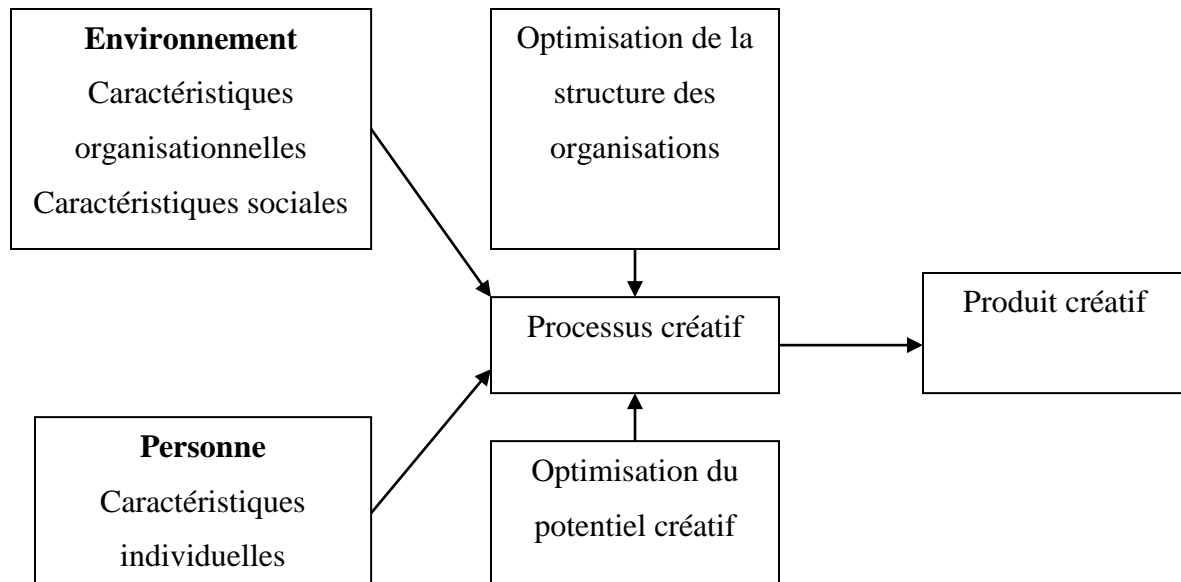 Environnement
Caractéristiques
organisationnelles
Caractéristiques sociales
Optimisation de la
structure des
organisations
Processus créatif
Produit créatif
Personne
Caractéristiques
individuelles
Optimisation du
potentiel créatif